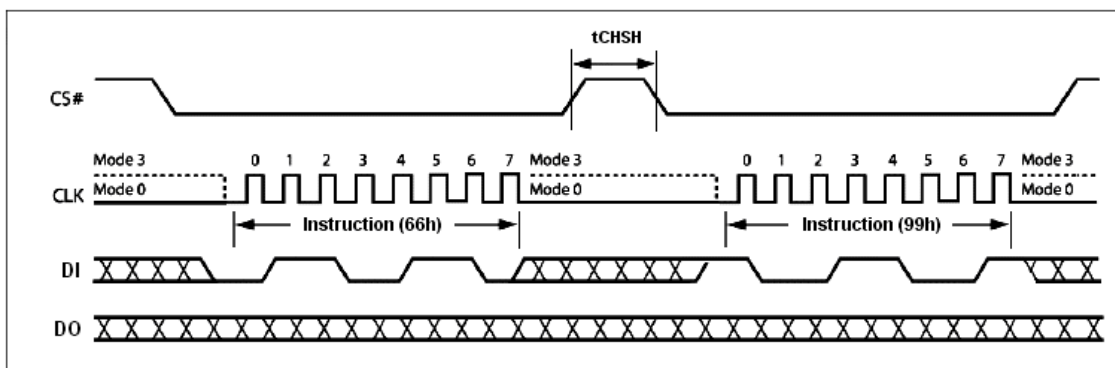 tCHSH
CS#
Mode 3 0 1 2 3 4 5 6 7 Mode 3 0 1 2 3 4 5 6 7 Mode 3
CLK Mode 0 Mode 0 Mode 0
Instruction (66h) Instruction (99h)
DI
DO